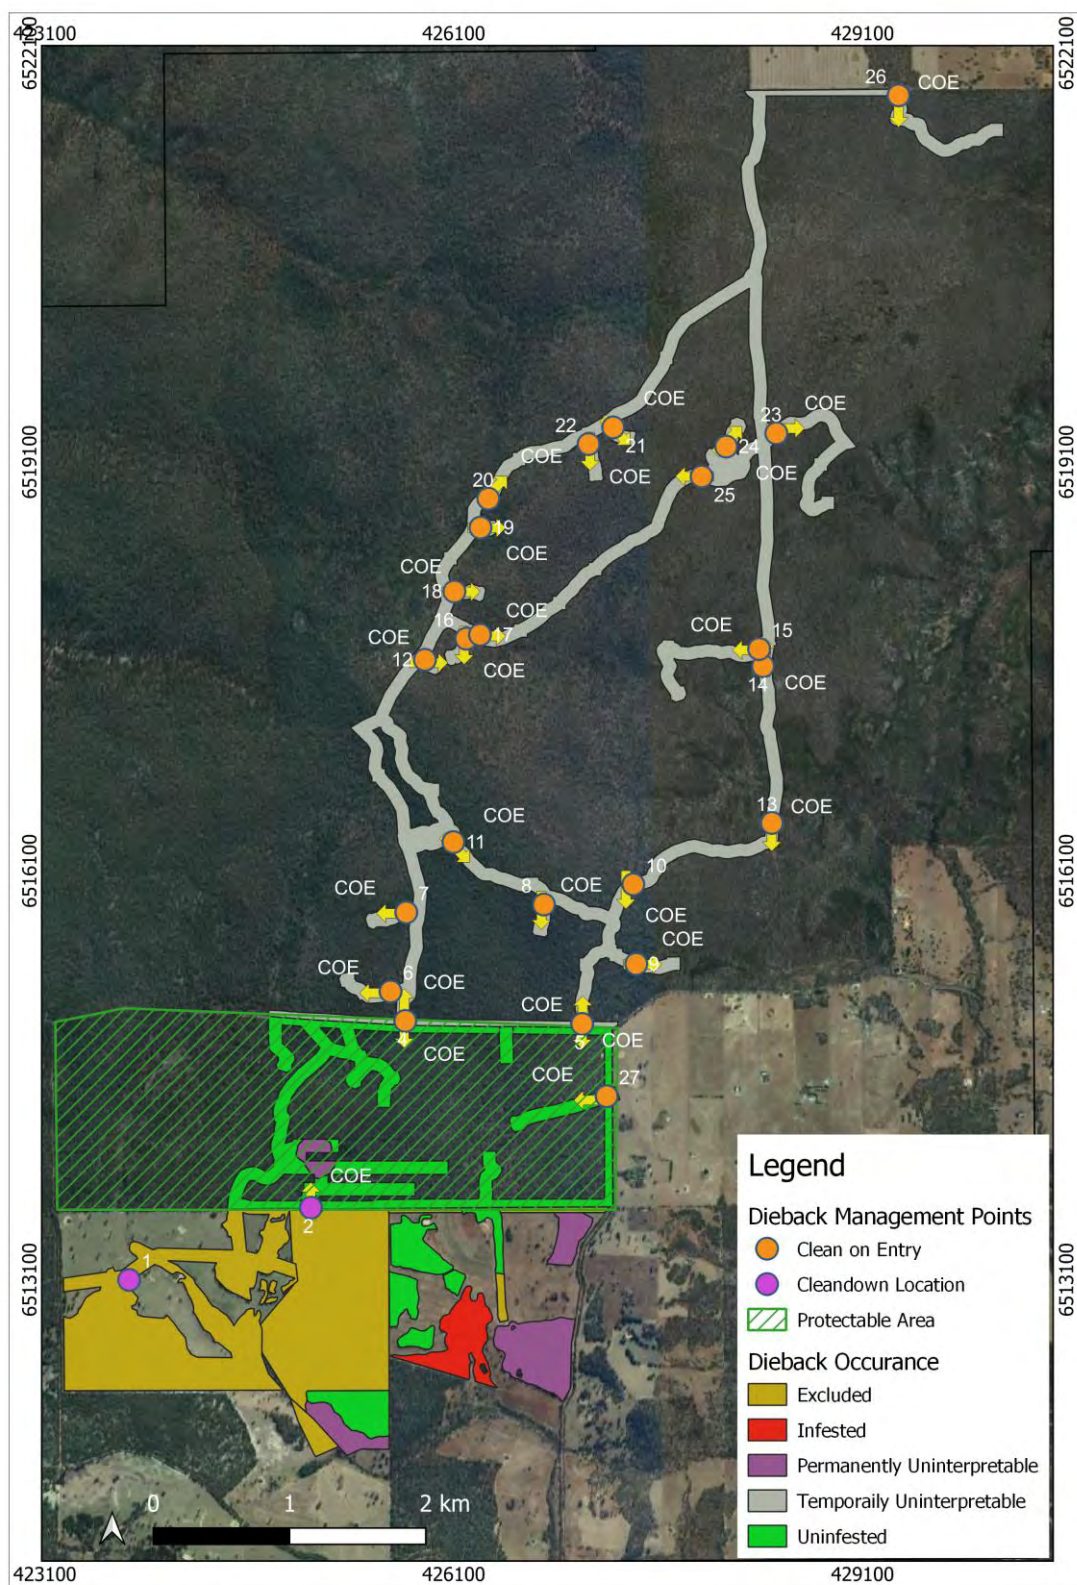 423100
426100
429100
6522100
6522100
26
COE
COE
22
21
23
COE
24
COE
20
COE
25
COE
6519100
6519100
19
COE
COE
18
COE
16
17
COE
12
COE
COE
15
14
COE
13
COE
COE
11
6516100
6516100
10
8
COE
COE
7
COE
COE
9
COE
6
COE
COE
4
COE
5
COE
COE
27
COE
2
1
6513100
6513100
Legend
Dieback Management Points
Clean on Entry
Cleandown Location
Protectable Area
Dieback Occurance
Excluded
Infested
Permanently Uninterpretable
Temporaily Uninterpretable
Uninfested
0 1 2 km
423100
426100
429100